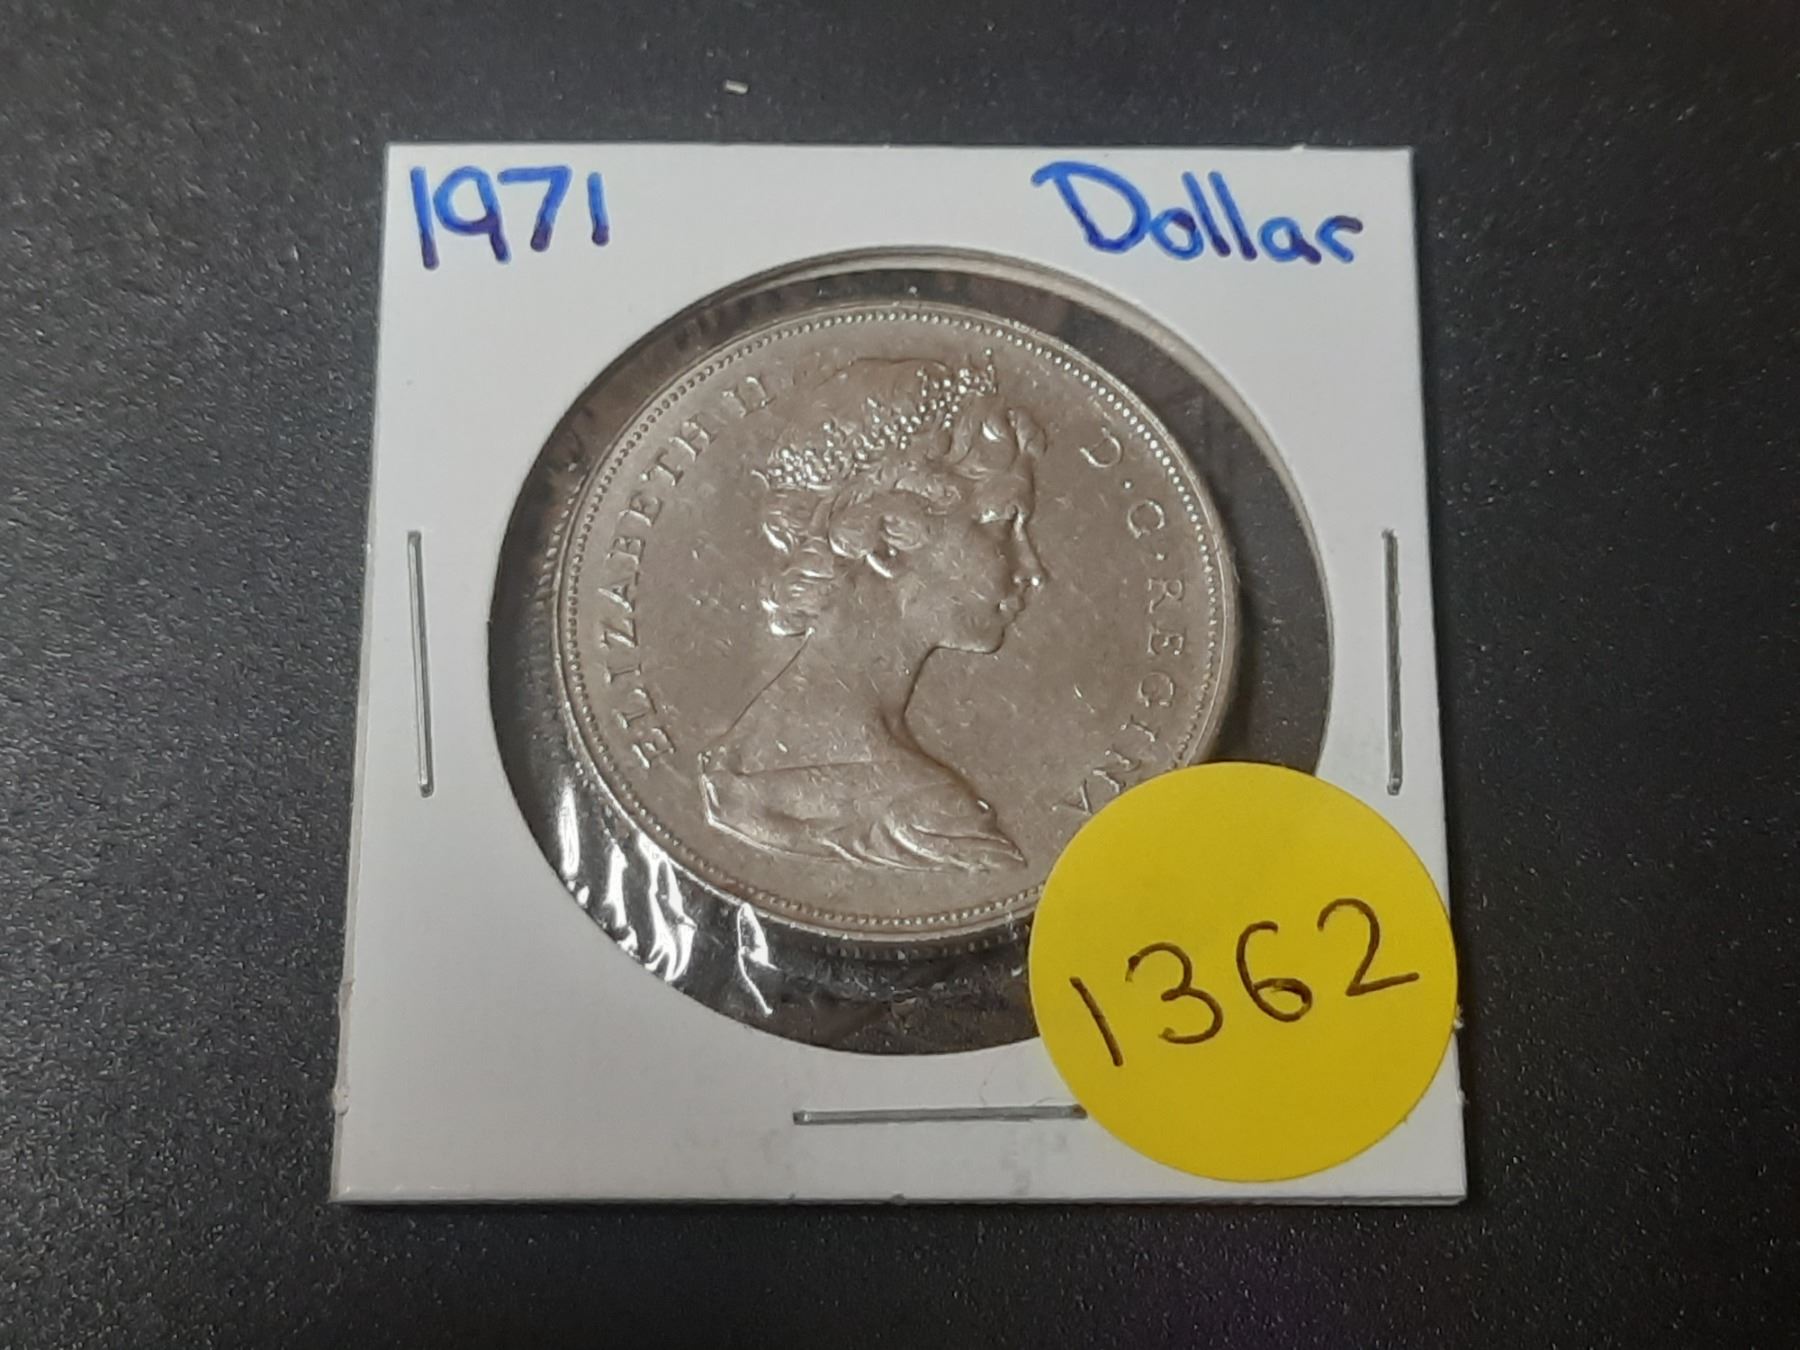 1971 Dollar
ELIZABETH II D·G·REGINA
1362